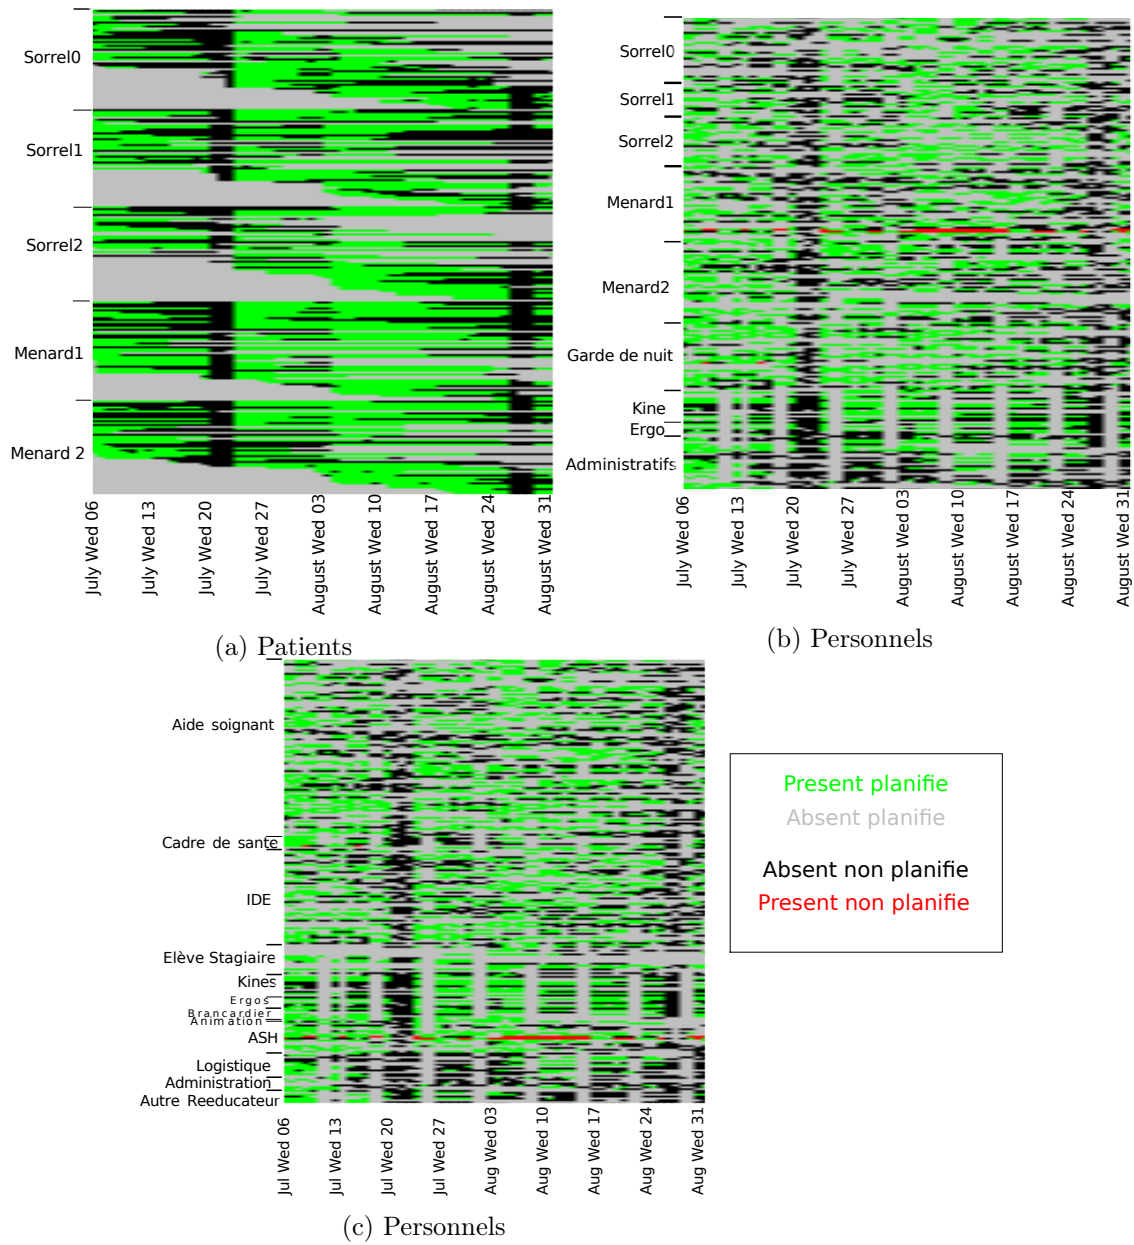 Sorrel0
Sorrel1
Sorrel2
Menard1
Menard 2
July Wed 06
July Wed 13
July Wed 20
July Wed 27
August Wed 03
August Wed 10
August Wed 17
August Wed 24
August Wed 31
(a) Patients
Sorrel0
Sorrel1
Sorrel2
Menard1
Menard2
Garde de nuit
Kine
Ergo
Administratifs
July Wed 06
July Wed 13
July Wed 20
July Wed 27
August Wed 03
August Wed 10
August Wed 17
August Wed 24
August Wed 31
(b) Personnels
Aide soignant
Cadre de sante
IDE
Elève Stagiaire
Kines
Ergos
Brancardier
Animation
ASH
Logistique
Administration
Autre Reeducateur
Jul Wed 06
Jul Wed 13
Jul Wed 20
Jul Wed 27
Aug Wed 03
Aug Wed 10
Aug Wed 17
Aug Wed 24
Aug Wed 31
(c) Personnels
Present planifie
Absent planifie
Absent non planifie
Present non planifie